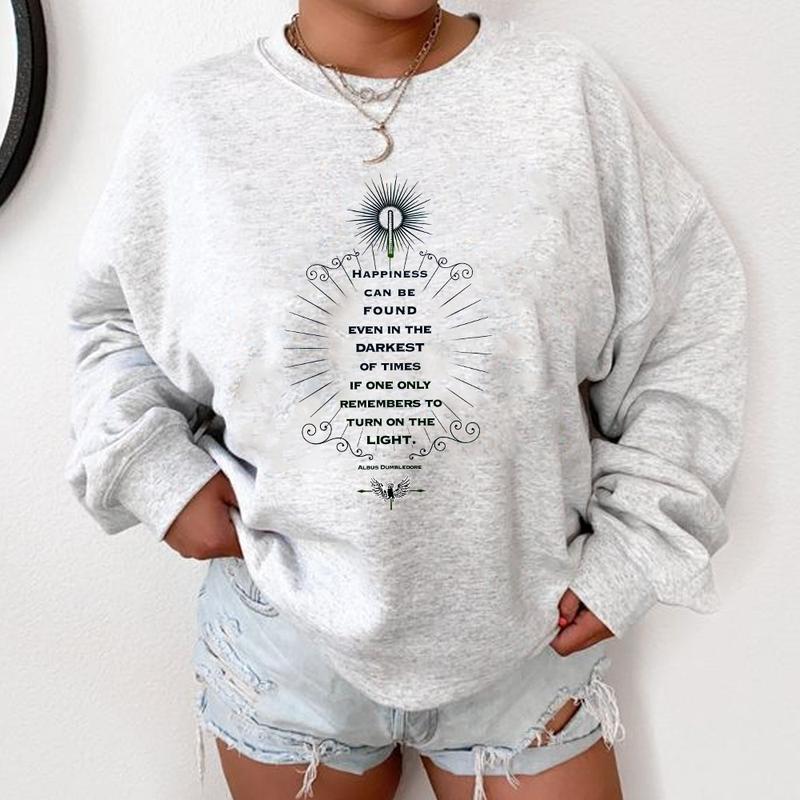 HAPPINESS
CAN BE
FOUND
EVEN IN THE
DARKEST
OF TIMES
IF ONE ONLY
REMEMBERS TO
TURN ON THE
LIGHT.
ALBUS DUMBLEDORE